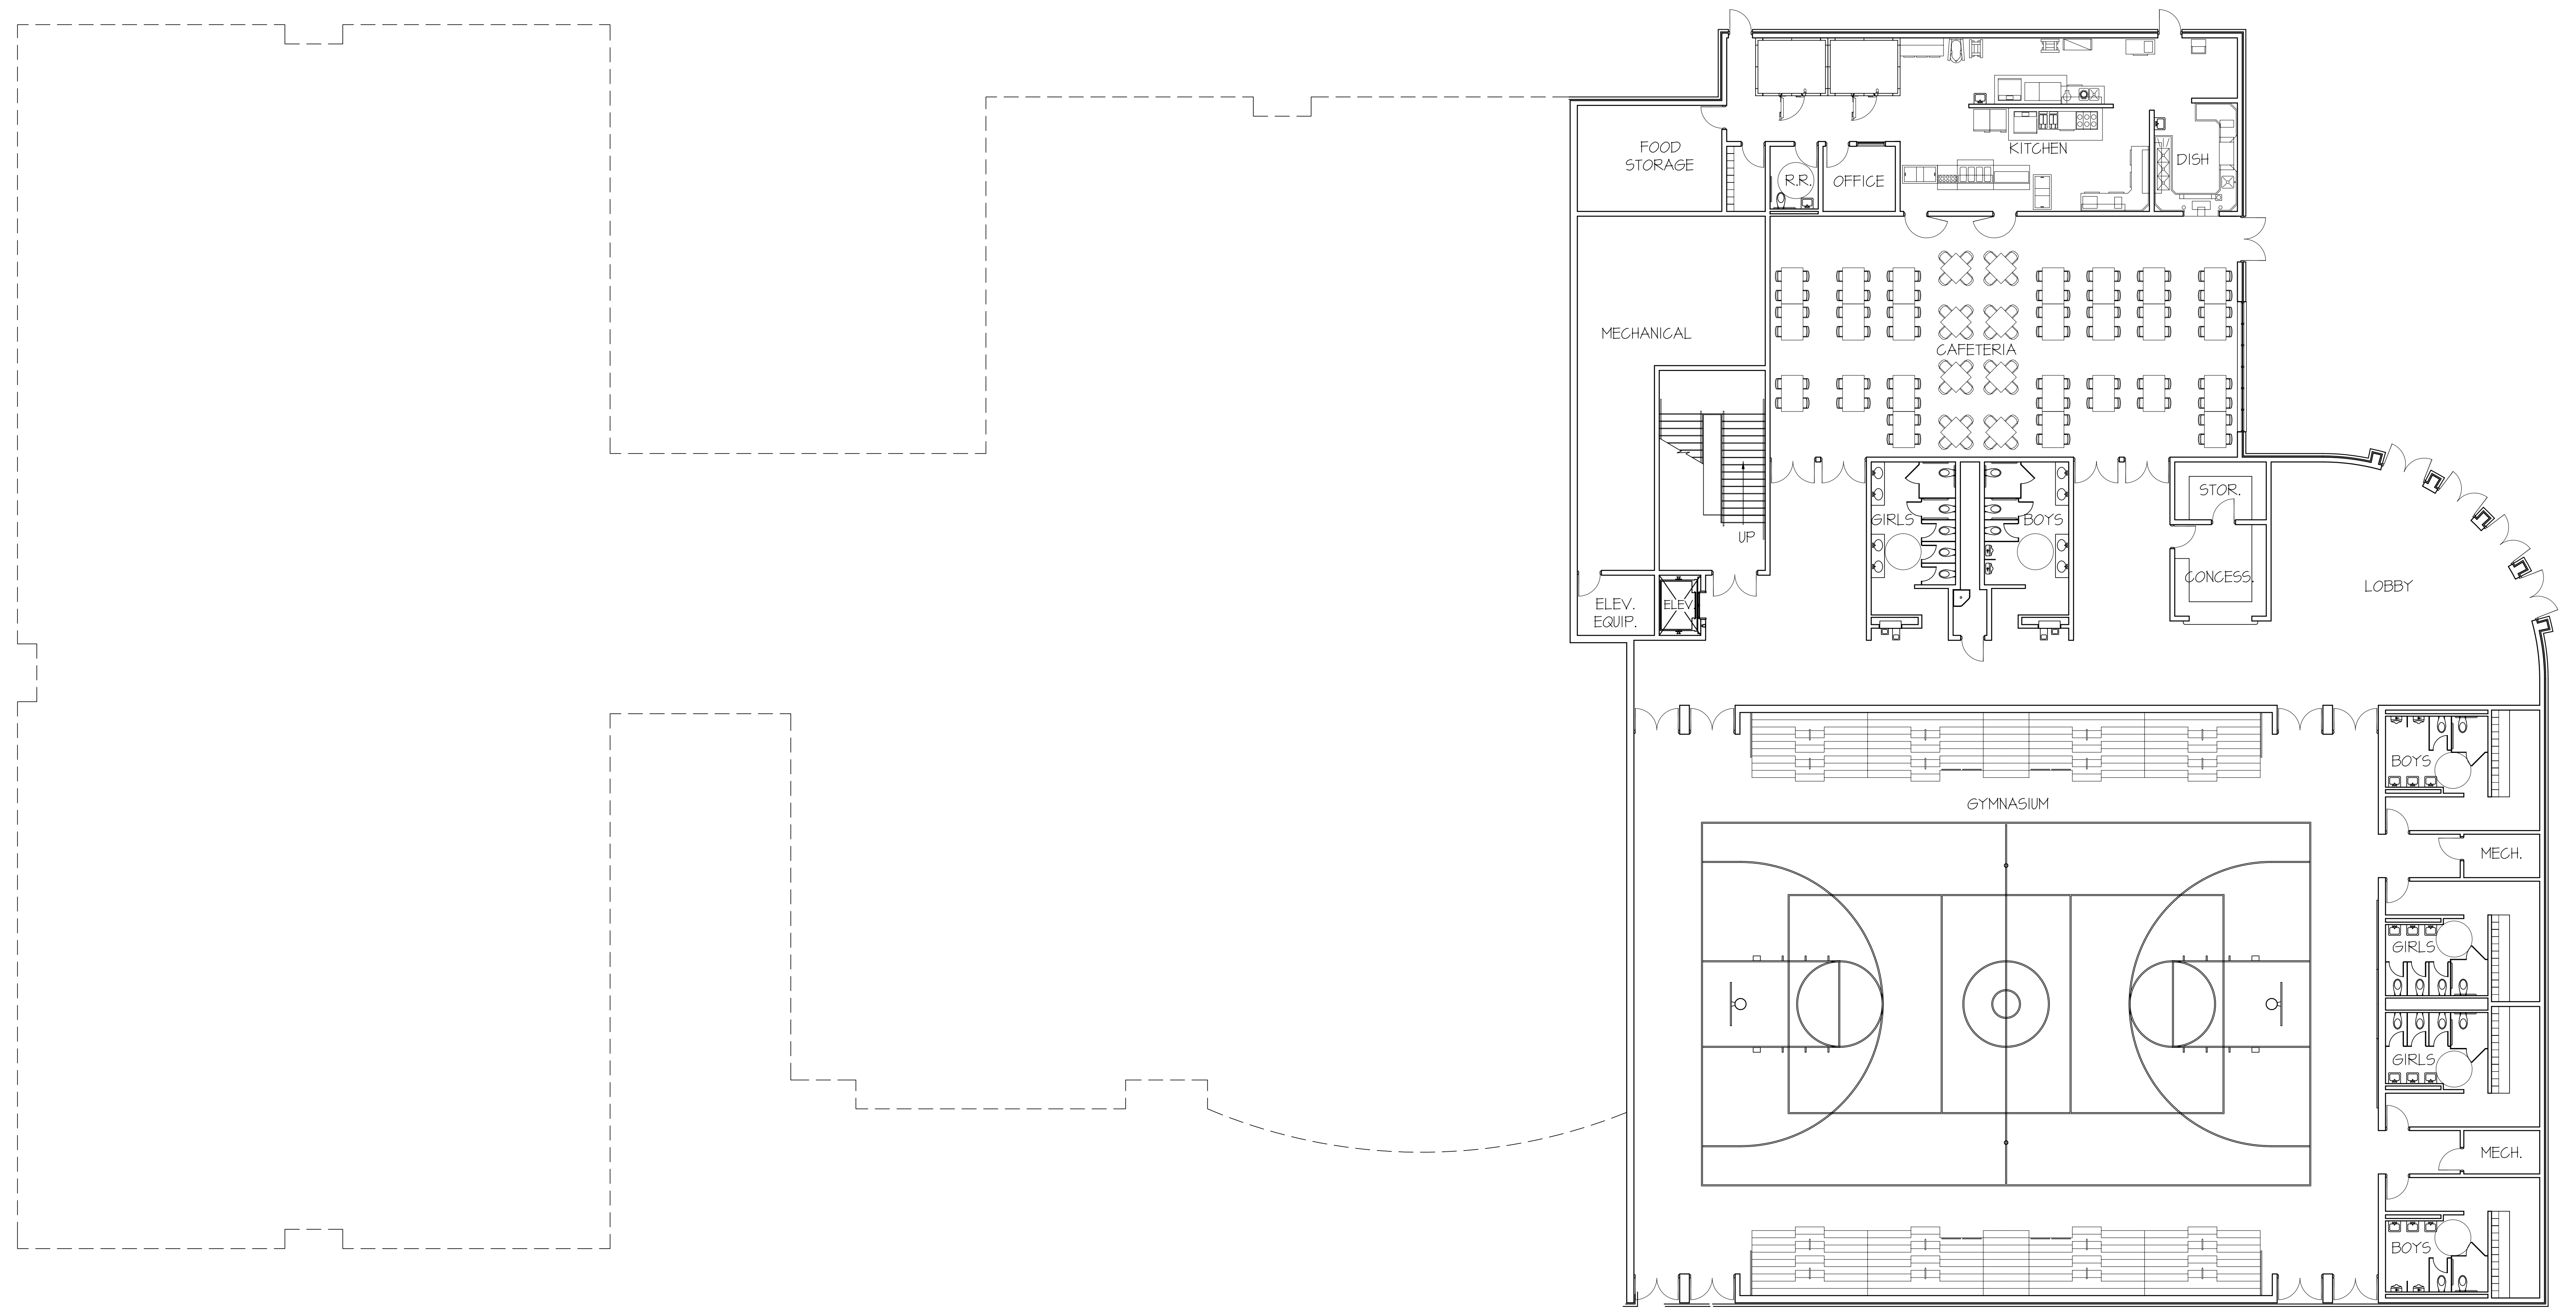 FOOD
STORAGE
R.R.
OFFICE
KITCHEN
DISH
MECHANICAL
CAFETERIA
UP
GIRLS
BOYS
STOR.
CONCESS.
LOBBY
ELEV.
EQUIP.
ELEV.
BOYS
GYMNASIUM
MECH.
GIRLS
GIRLS
MECH.
BOYS